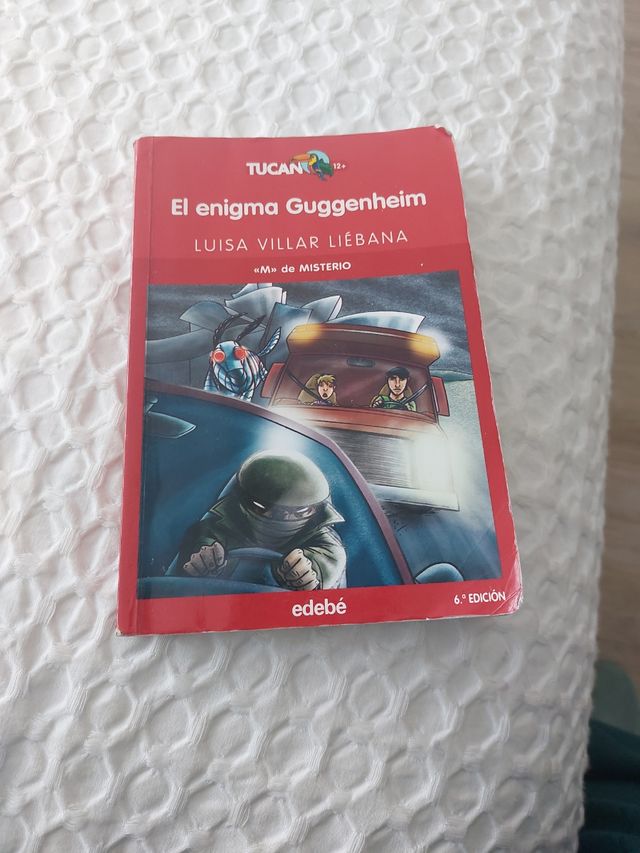 TUCAN 12+
El enigma Guggenheim
LUISA VILLAR LIÉBANA
«M» de MISTERIO
6.ª EDICIÓN
edebé